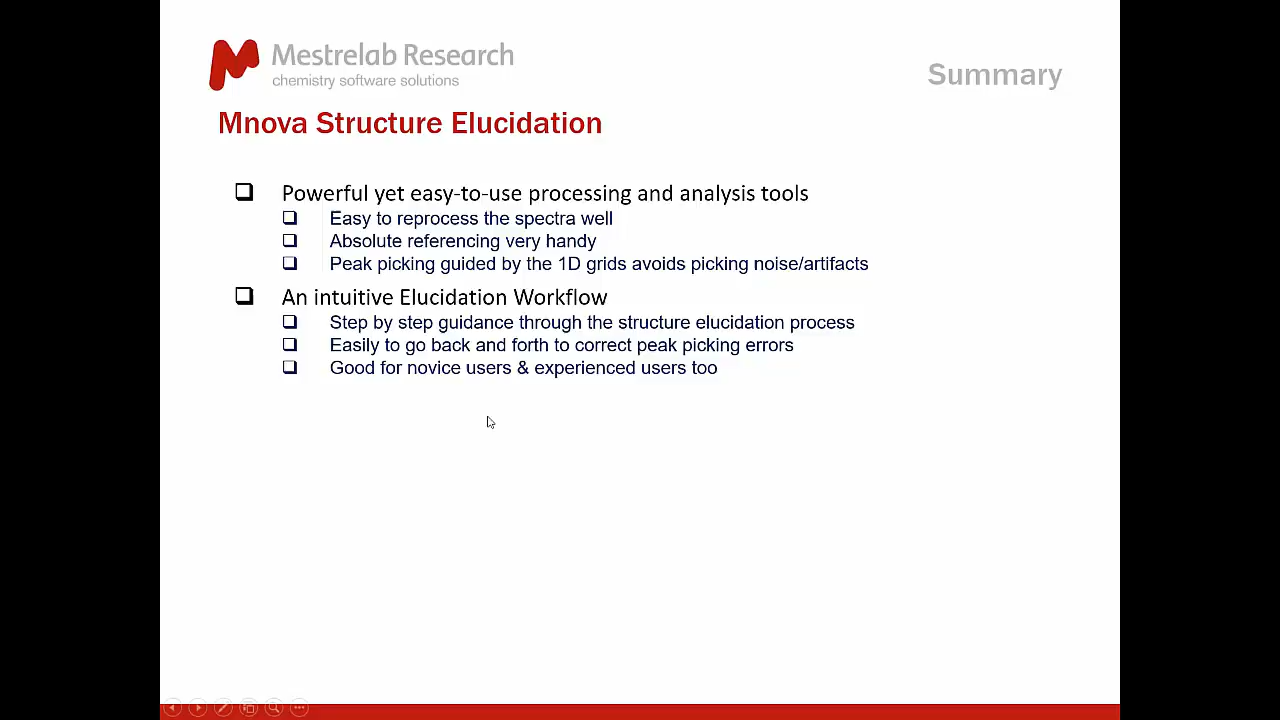 Mestrelab Research
chemistry software solutions
Summary
Mnova Structure Elucidation
Powerful yet easy-to-use processing and analysis tools
Easy to reprocess the spectra well
Absolute referencing very handy
Peak picking guided by the 1D grids avoids picking noise/artifacts
An intuitive Elucidation Workflow
Step by step guidance through the structure elucidation process
Easily to go back and forth to correct peak picking errors
Good for novice users & experienced users too